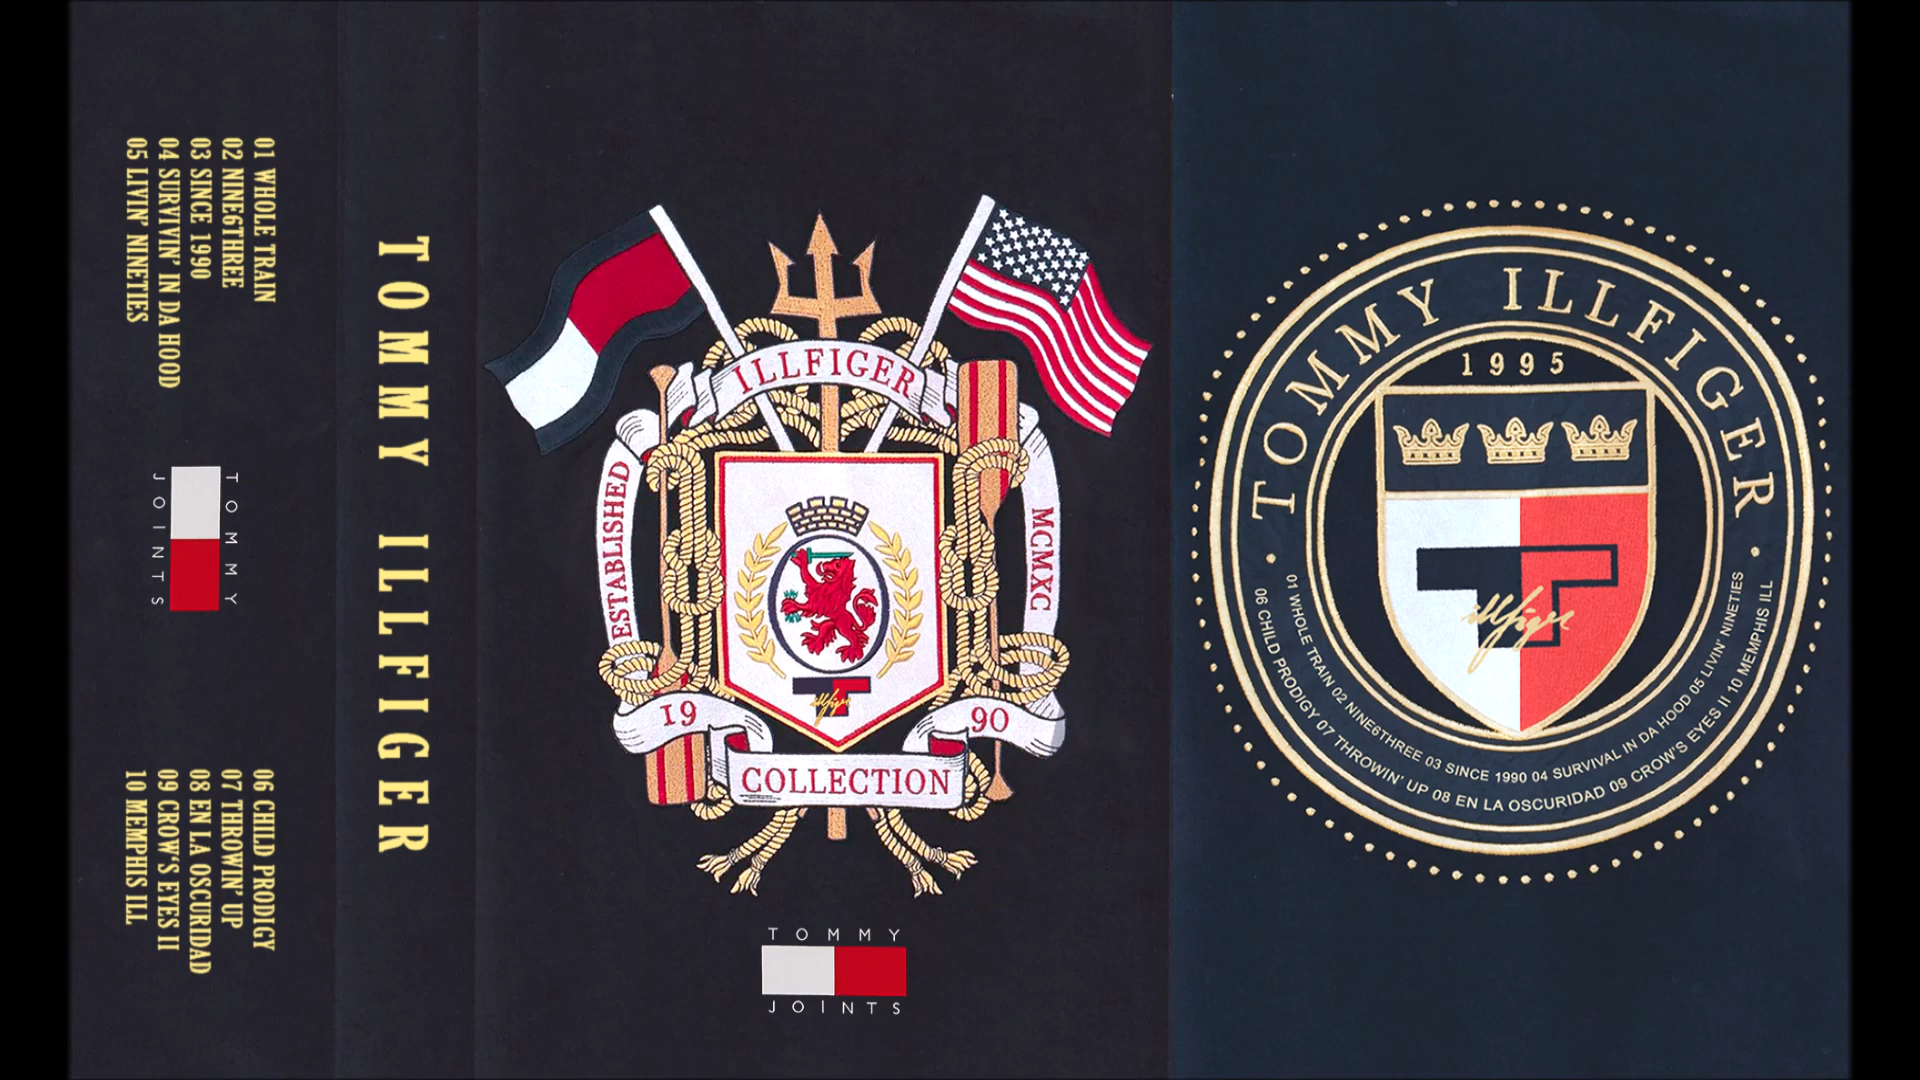 01 WHOLE TRAIN
02 NINE6THREE
03 SINCE 1990
04 SURVIVIN' IN DA HOOD
05 LIVIN' NINETIES
TOMMY
JOINTS
06 CHILD PRODIGY
07 THROWIN' UP
08 EN LA OSCURIDAD
09 CROW'S EYES II
10 MEMPHIS ILL
TOMMY ILLFIGER
ILLFIGER
ESTABLISHED
MCMXC
illfiger
19
90
COLLECTION
TOMMY
JOINTS
TOMMY ILLFIGER
1995
illfiger
01 WHOLE TRAIN 02 NINE6THREE 03 SINCE 1990 04 SURVIVAL IN DA HOOD 05 LIVIN' NINETIES
06 CHILD PRODIGY 07 THROWIN' UP 08 EN LA OSCURIDAD 09 CROW'S EYES II 10 MEMPHIS ILL